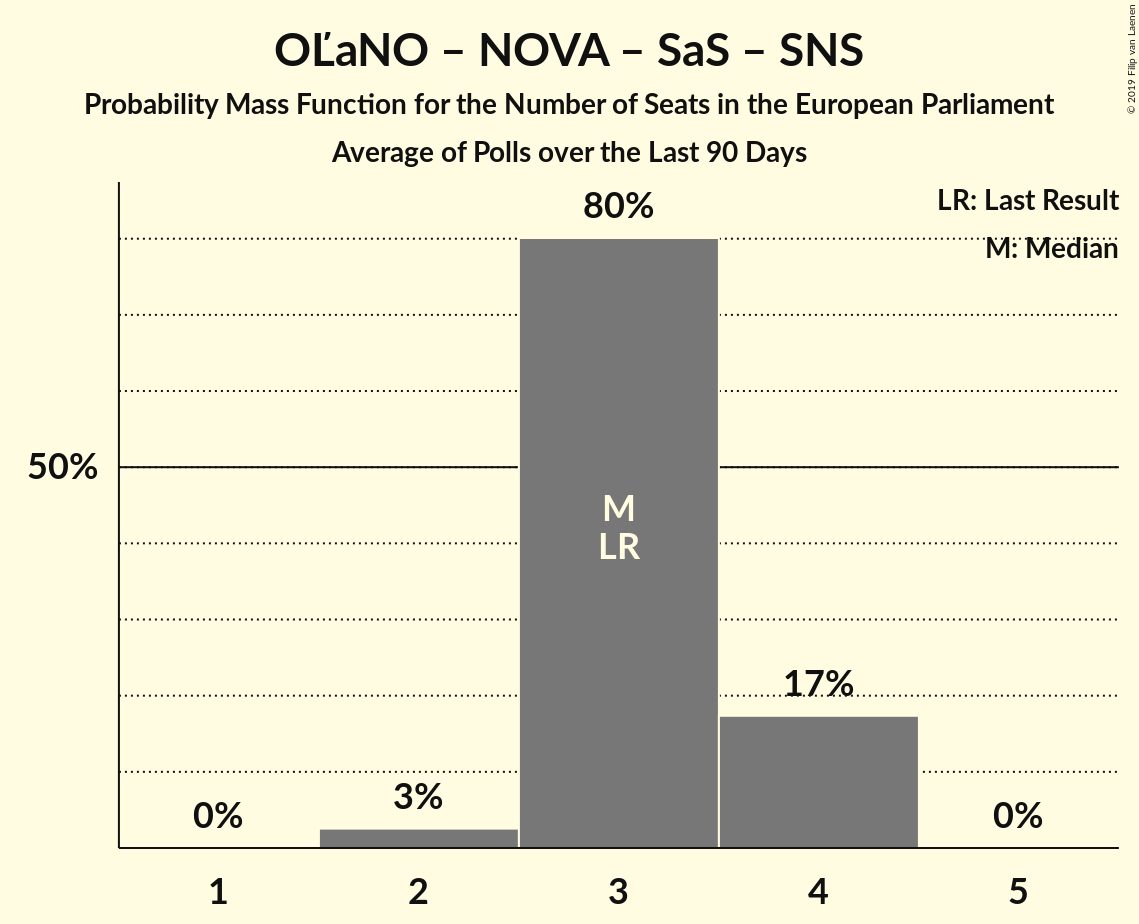 OĽaNO – NOVA – SaS – SNS
Probability Mass Function for the Number of Seats in the European Parliament
Average of Polls over the Last 90 Days
© 2019 Filip van Laenen
LR: Last Result
M: Median
80%
50%
M
LR
17%
3%
0%
0%
1 2 3 4 5